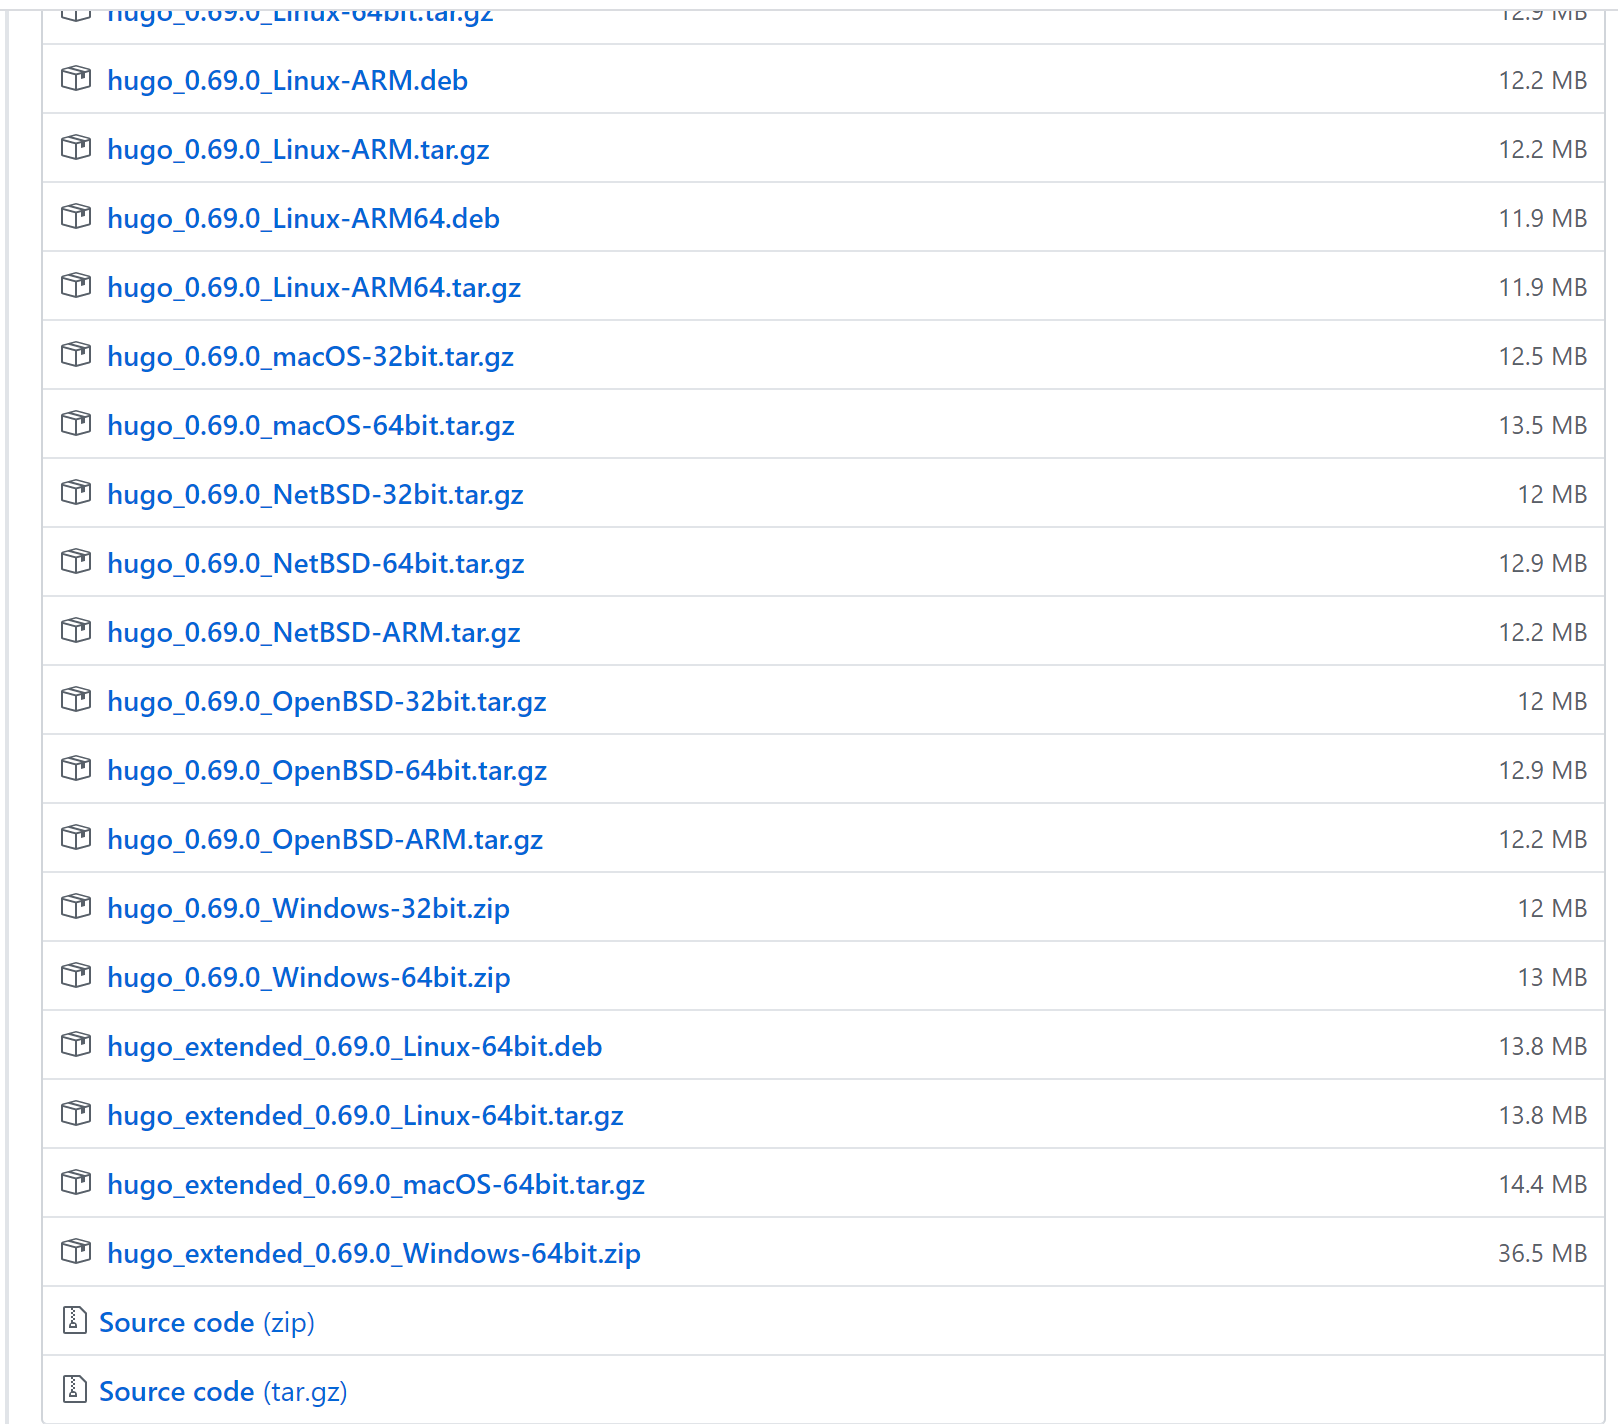 hugo_0.69.0_Linux-64bit.tar.gz 12.9 MB
hugo_0.69.0_Linux-ARM.deb 12.2 MB
hugo_0.69.0_Linux-ARM.tar.gz 12.2 MB
hugo_0.69.0_Linux-ARM64.deb 11.9 MB
hugo_0.69.0_Linux-ARM64.tar.gz 11.9 MB
hugo_0.69.0_macOS-32bit.tar.gz 12.5 MB
hugo_0.69.0_macOS-64bit.tar.gz 13.5 MB
hugo_0.69.0_NetBSD-32bit.tar.gz 12 MB
hugo_0.69.0_NetBSD-64bit.tar.gz 12.9 MB
hugo_0.69.0_NetBSD-ARM.tar.gz 12.2 MB
hugo_0.69.0_OpenBSD-32bit.tar.gz 12 MB
hugo_0.69.0_OpenBSD-64bit.tar.gz 12.9 MB
hugo_0.69.0_OpenBSD-ARM.tar.gz 12.2 MB
hugo_0.69.0_Windows-32bit.zip 12 MB
hugo_0.69.0_Windows-64bit.zip 13 MB
hugo_extended_0.69.0_Linux-64bit.deb 13.8 MB
hugo_extended_0.69.0_Linux-64bit.tar.gz 13.8 MB
hugo_extended_0.69.0_macOS-64bit.tar.gz 14.4 MB
hugo_extended_0.69.0_Windows-64bit.zip 36.5 MB
Source code (zip)
Source code (tar.gz)